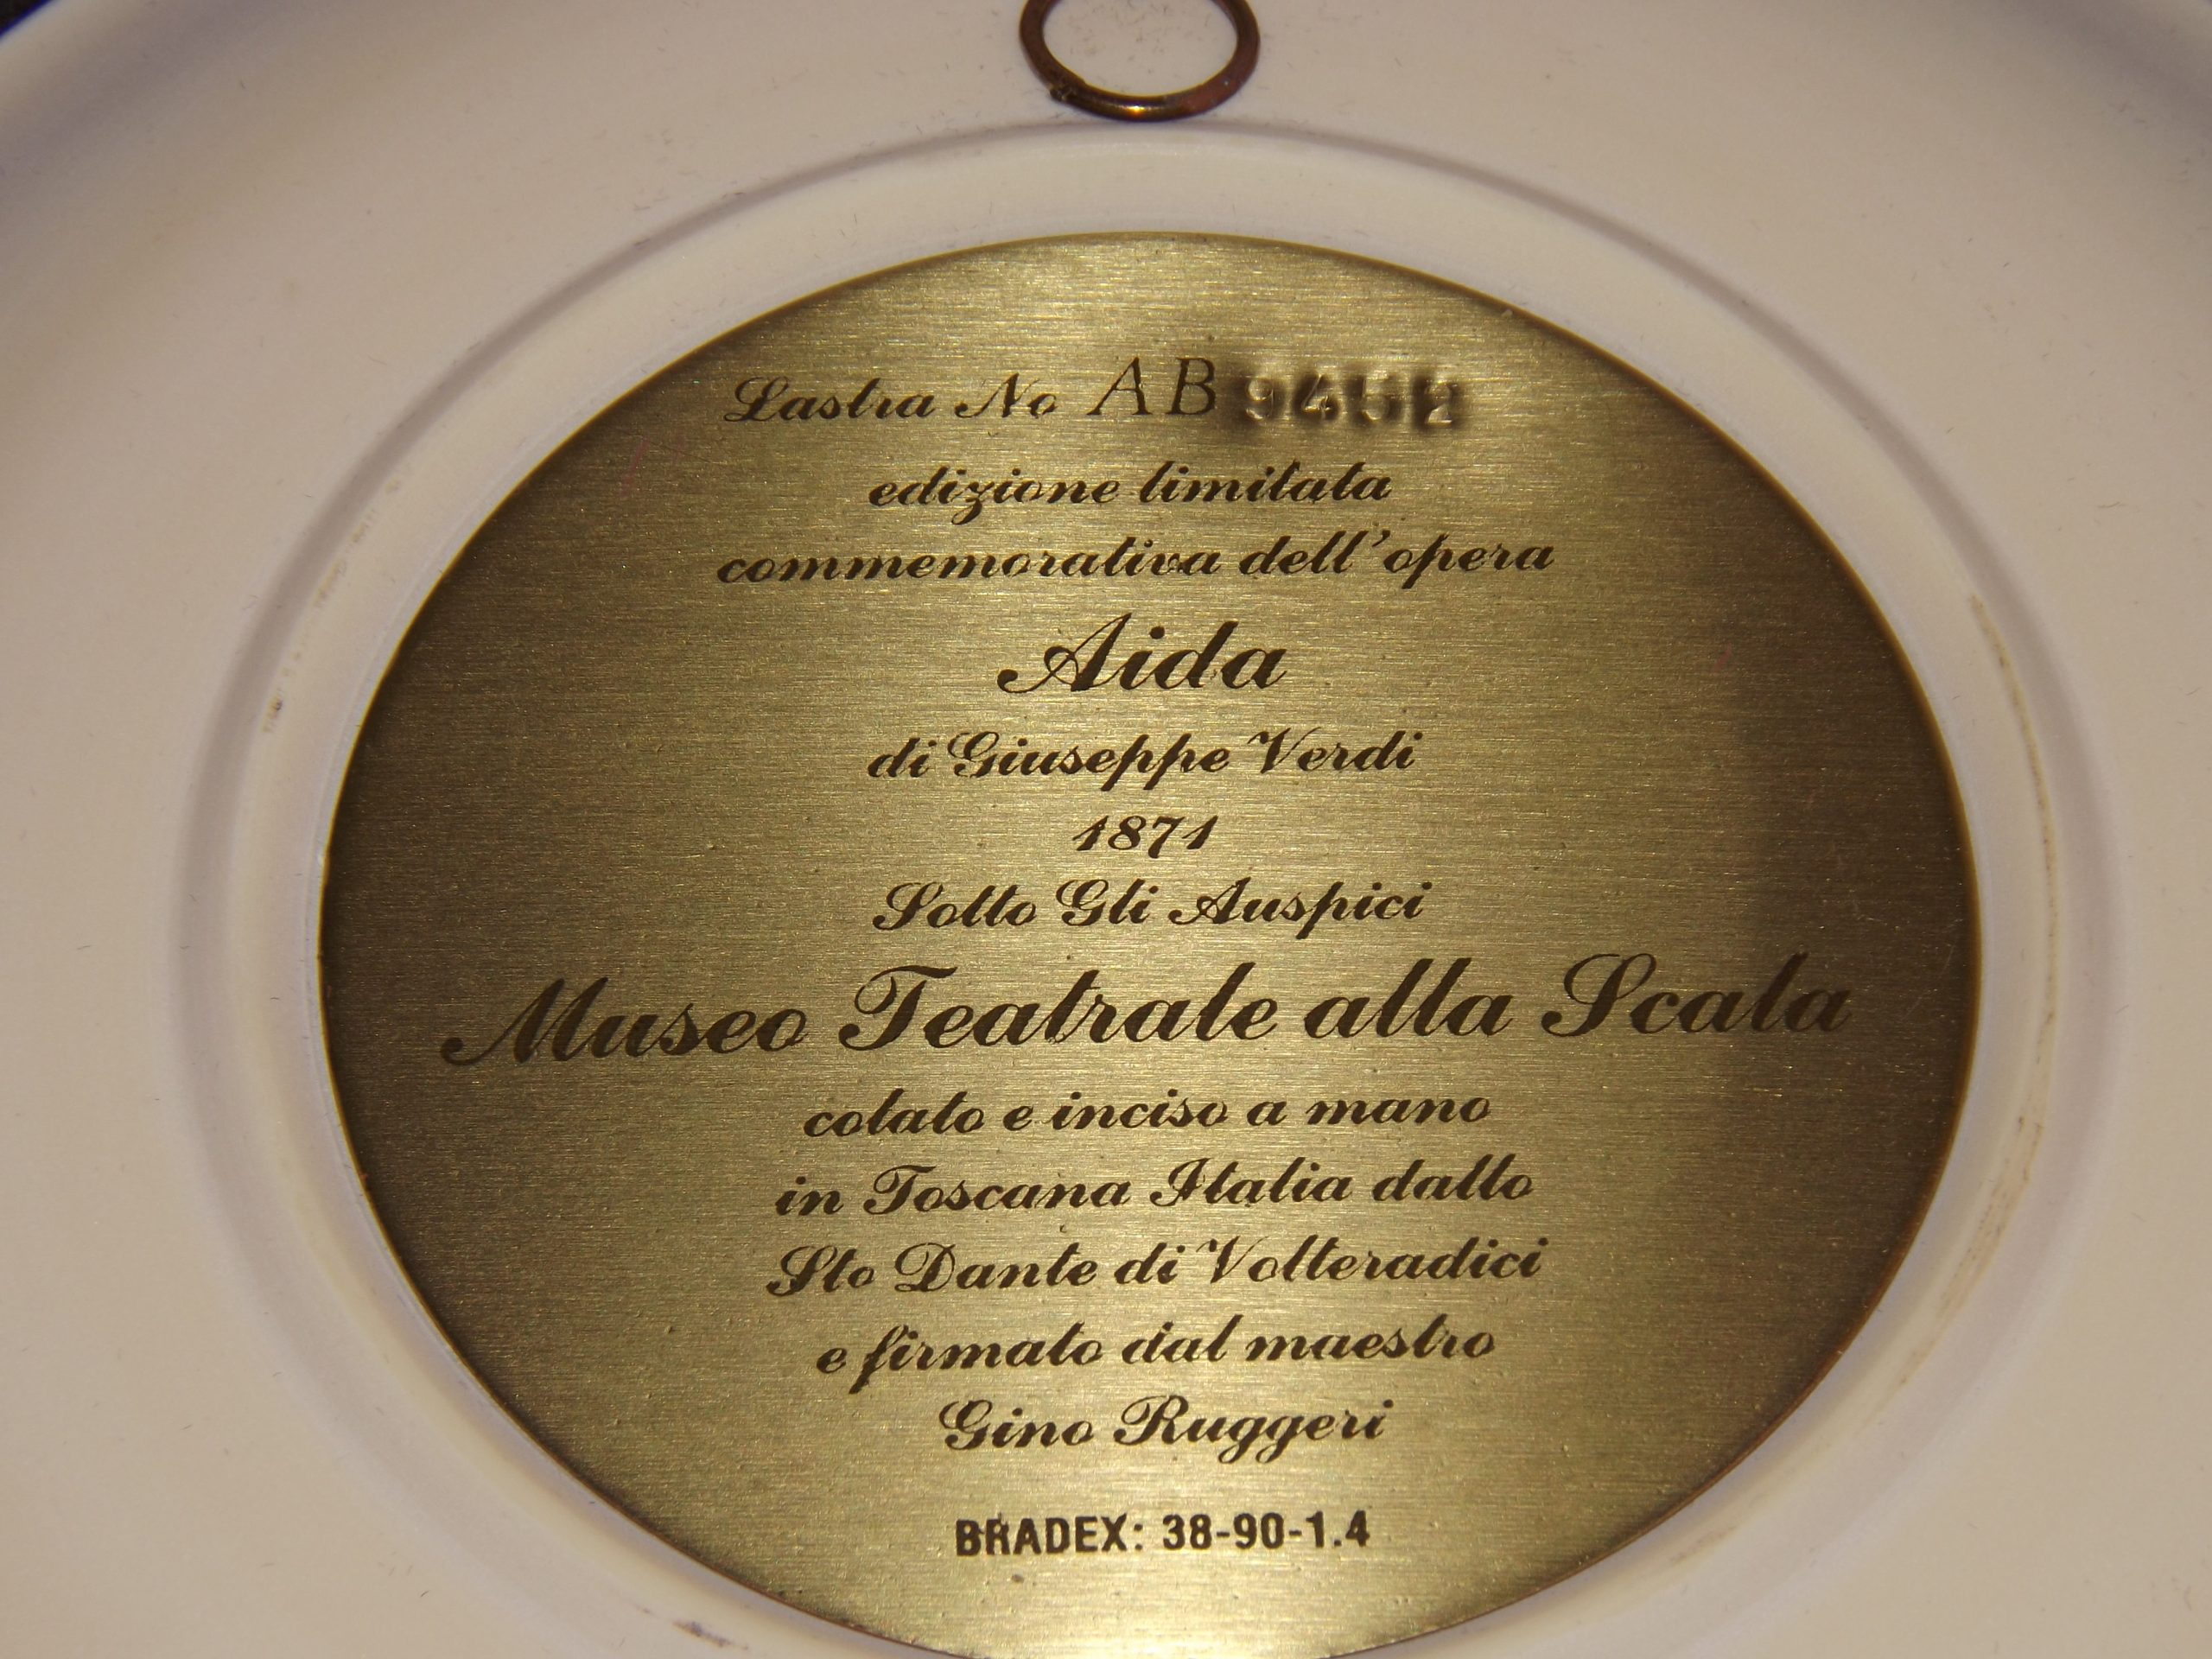 Lastra No AB 9452
edizione limitata
commemorativa dell'opera
Aida
di Giuseppe Verdi
1871
Sotto Gli Auspici
Museo Teatrale alla Scala
colato e inciso a mano
in Toscana Italia dallo
Sto Dante di Volteradici
e firmato dal maestro
Gino Ruggeri
BRADEX: 38-90-1.4